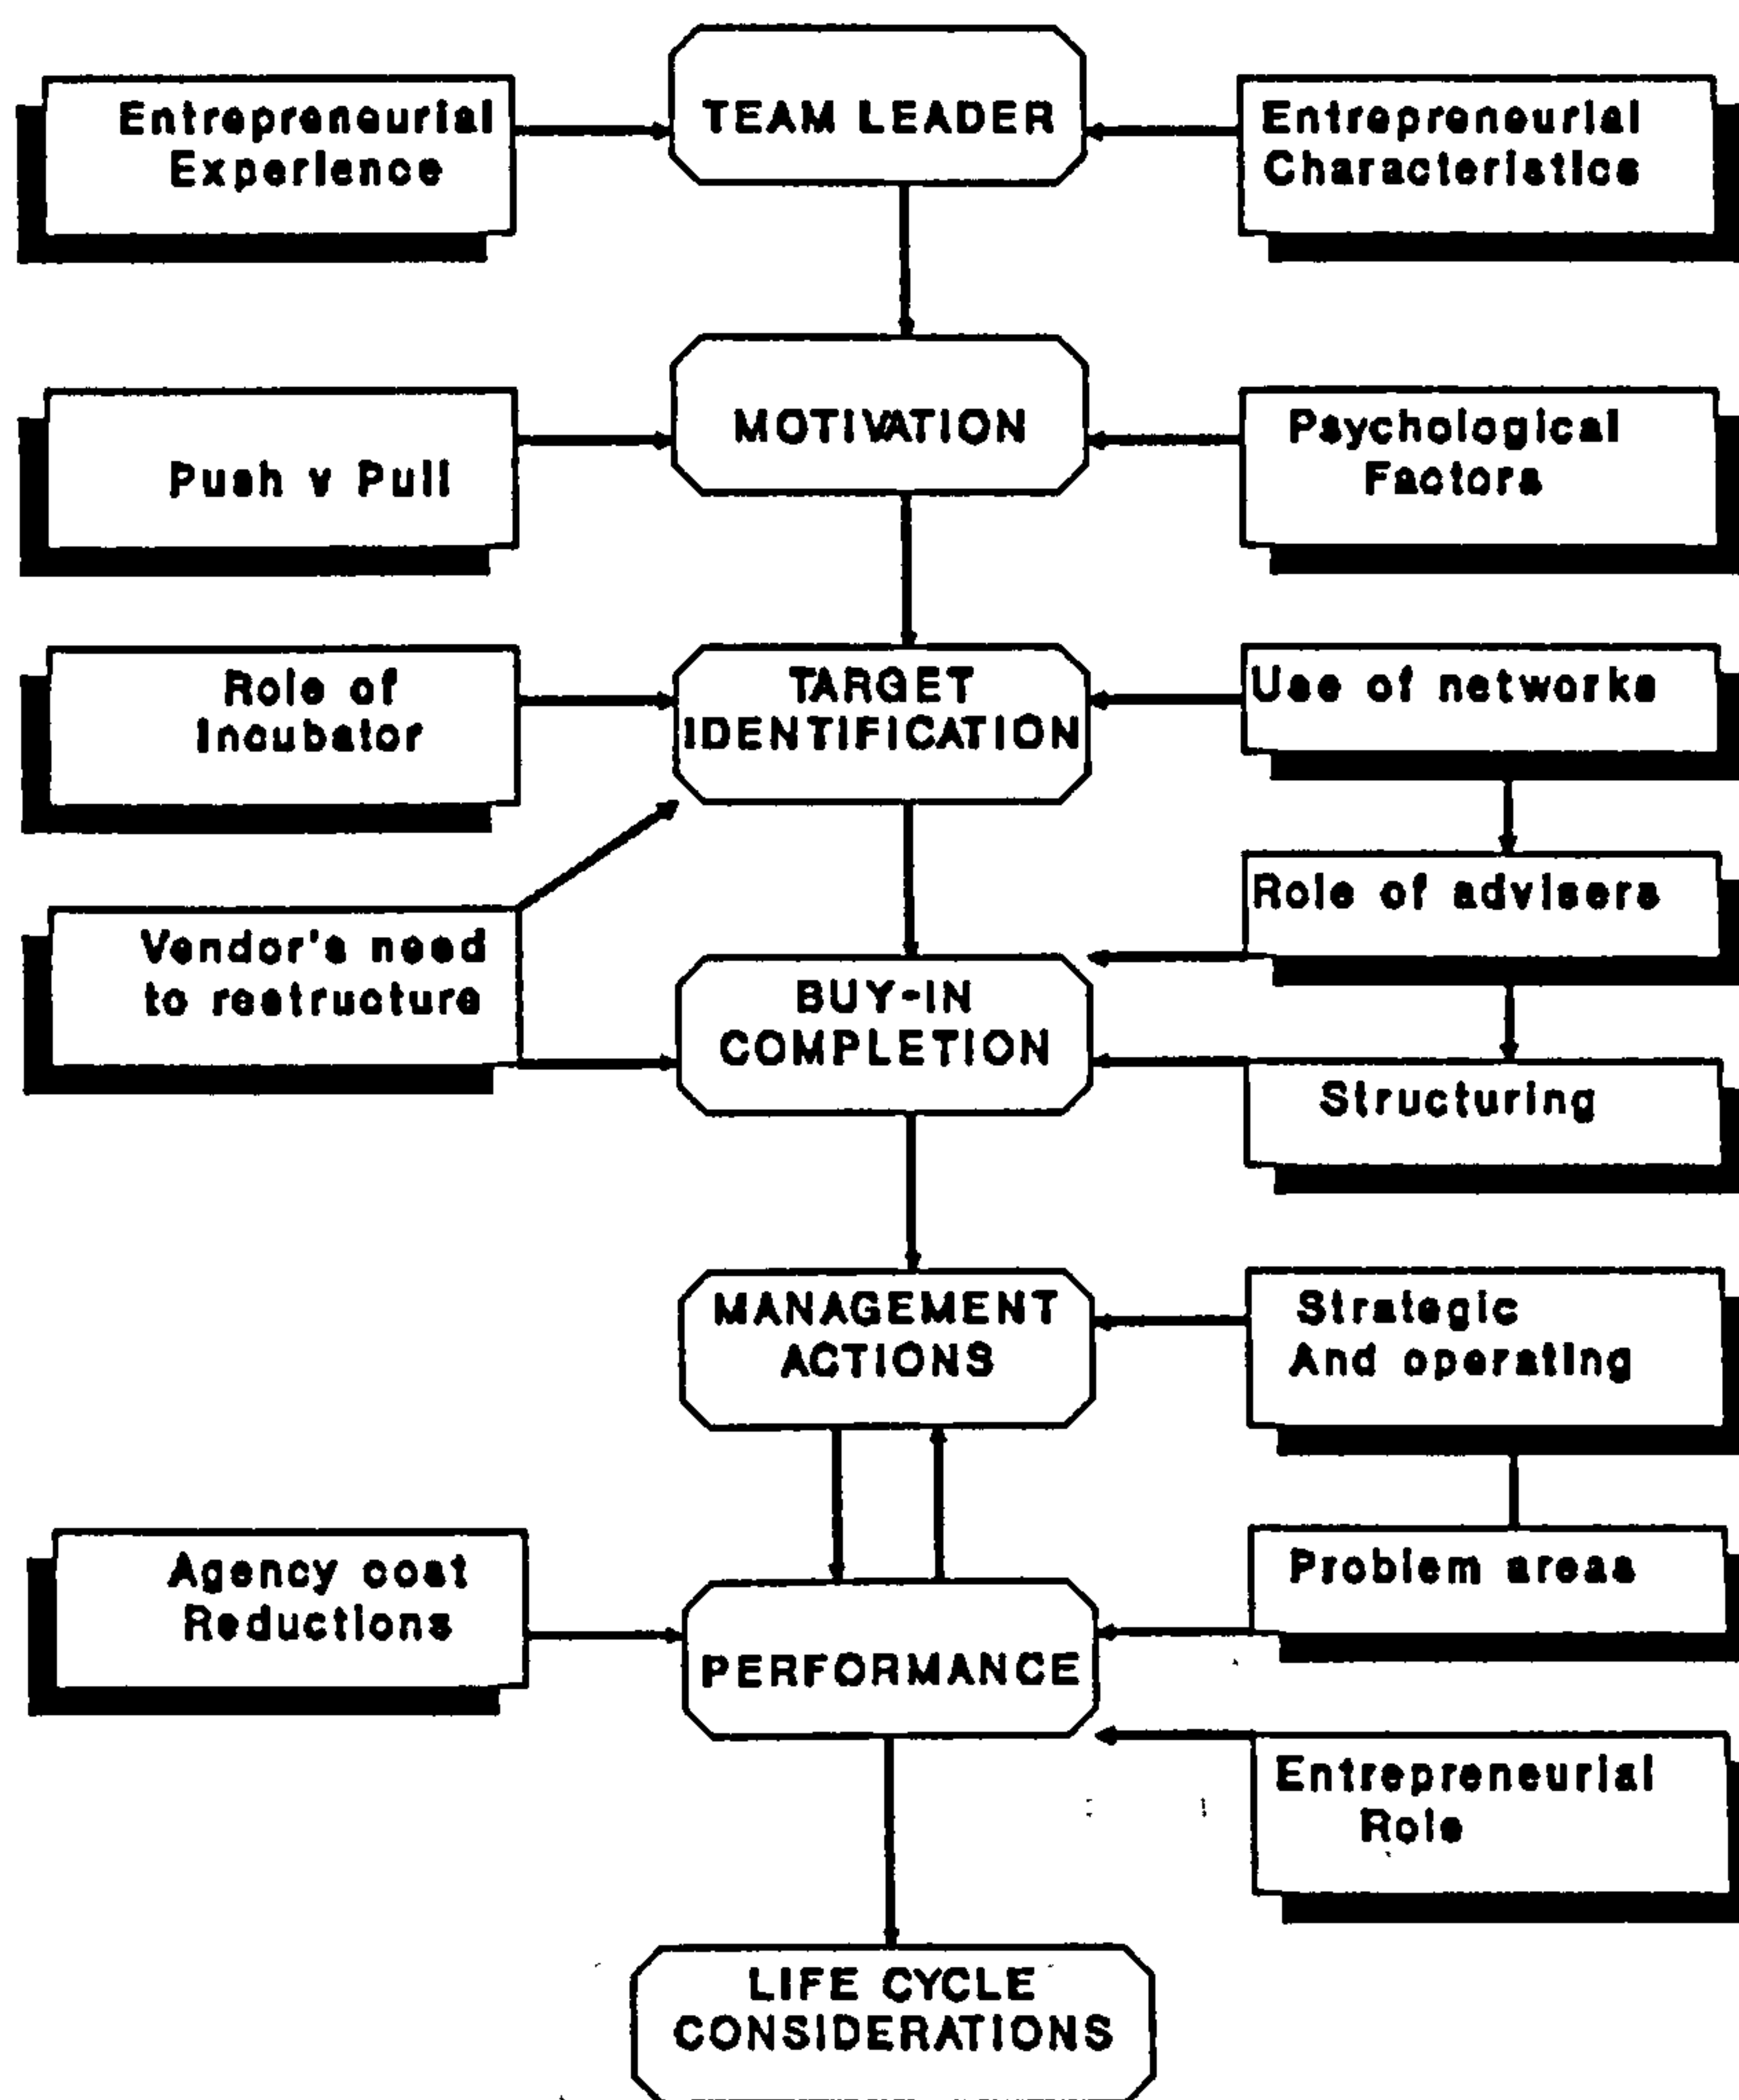 TEAM LEADER
Entrepreneurial
Experience
Entrepreneurial
Characteristics
MOTIVATION
Push v Pull
Psychological
Factors
TARGET
IDENTIFICATION
Role of
Incubator
Use of networks
Role of advisers
Vendor's need
to restructure
BUY-IN
COMPLETION
Structuring
MANAGEMENT
ACTIONS
Strategic
And operating
Agency cost
Reductions
Problem areas
PERFORMANCE
Entrepreneurial
Role
LIFE CYCLE
CONSIDERATIONS